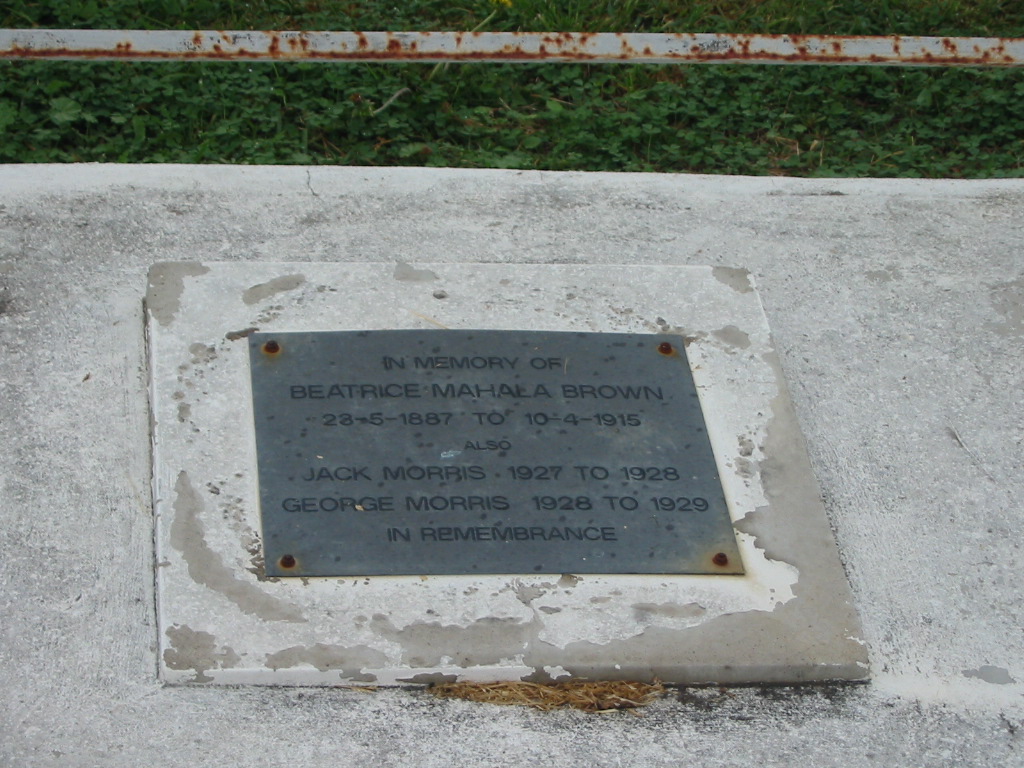 IN MEMORY OF
BEATRICE MAHALA BROWN
23-5-1887 TO 10-4-1915
ALSO
JACK MORRIS 1927 TO 1928
GEORGE MORRIS 1928 TO 1929
IN REMEMBRANCE